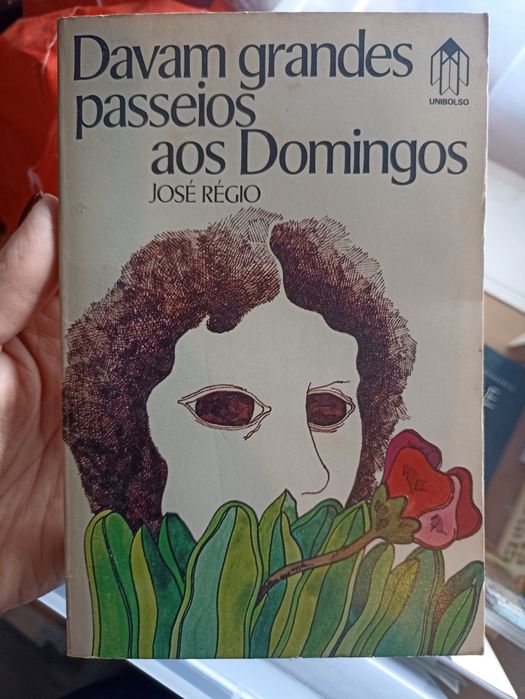 Davam grandes
passeios
aos Domingos
JOSÉ RÉGIO
UNIBOLSO